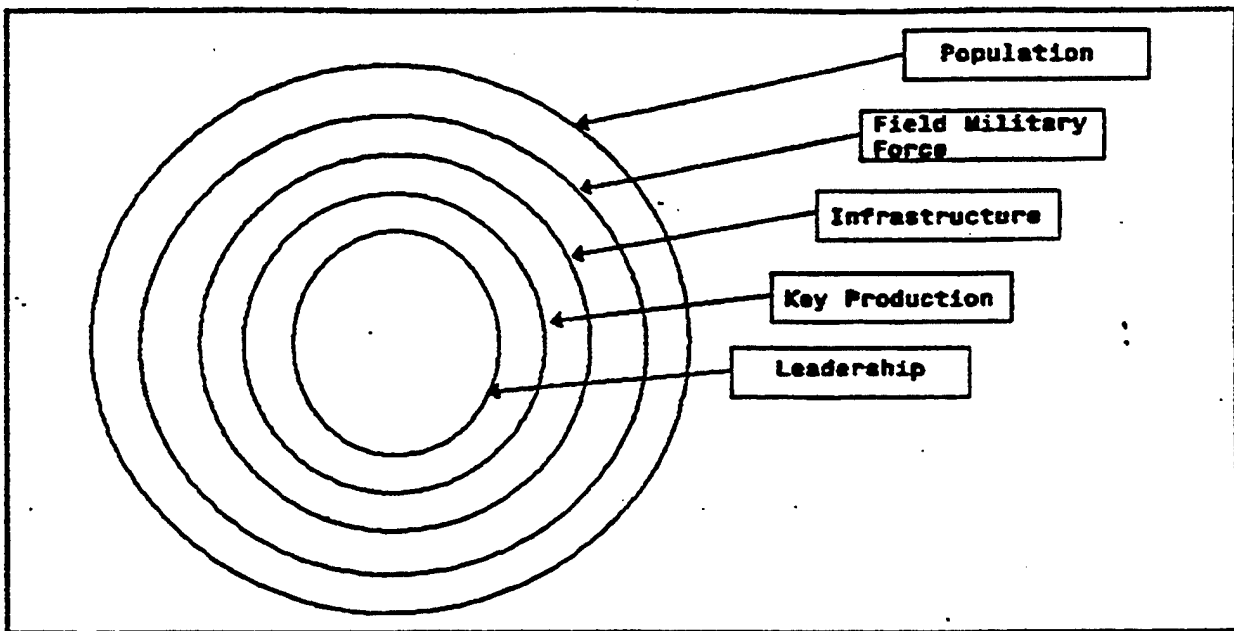 Population
Field Military
Force
Infrastructure
Key Production
Leadership